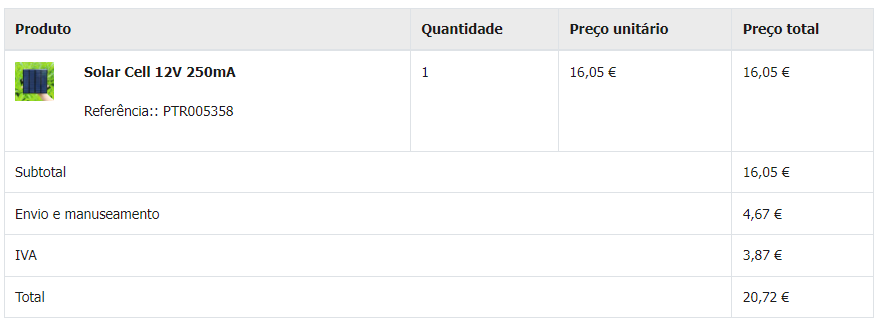 Produto Quantidade Preço unitário Preço total
Solar Cell 12V 250mA 1 16,05 € 16,05 €
Referência:: PTR005358
Subtotal 16,05 €
Envio e manuseamento 4,67 €
IVA 3,87 €
Total 20,72 €